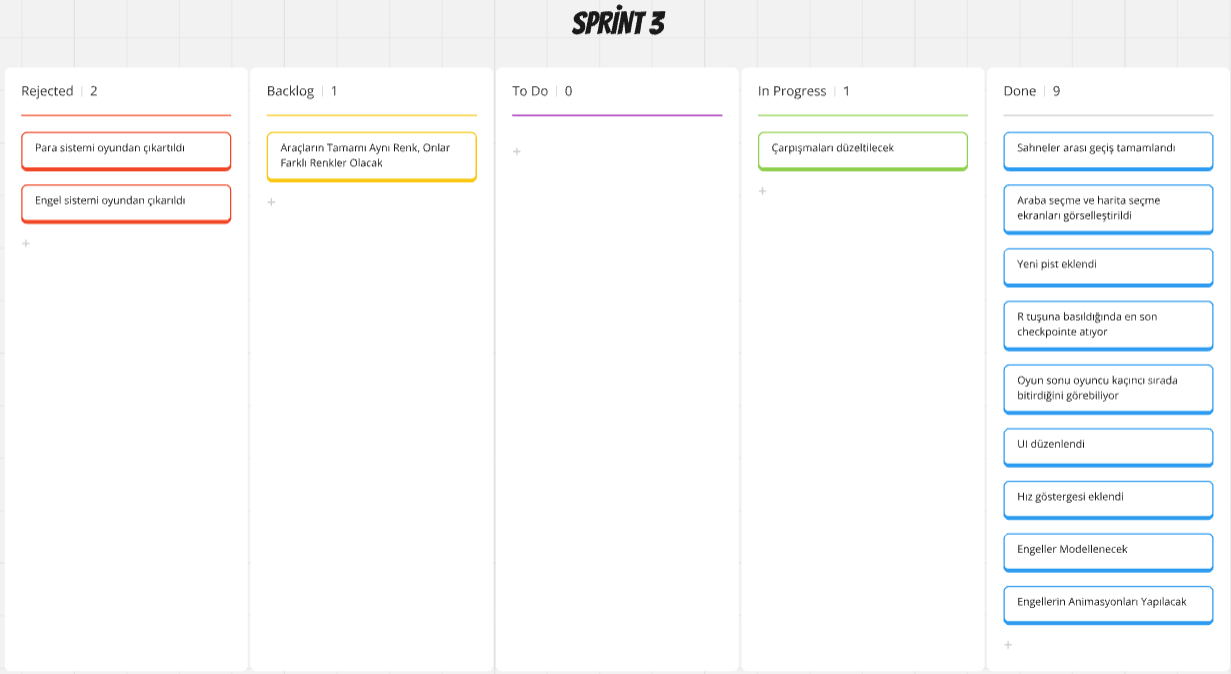 SPRİNT 3
Rejected | 2
Para sistemi oyundan çıkartıldı
Engel sistemi oyundan çıkarıldı
+
Backlog | 1
Araçların Tamamı Aynı Renk, Onlar
Farklı Renkler Olacak
+
To Do | 0
+
In Progress | 1
Çarpışmaları düzeltilecek
+
Done | 9
Sahneler arası geçiş tamamlandı
Araba seçme ve harita seçme
ekranları görselleştirildi
Yeni pist eklendi
R tuşuna basıldığında en son
checkpointe atıyor
Oyun sonu oyuncu kaçıncı sırada
bitirdiğini görebiliyor
UI düzenlendi
Hız göstergesi eklendi
Engeller Modellenecek
Engellerin Animasyonları Yapılacak
+